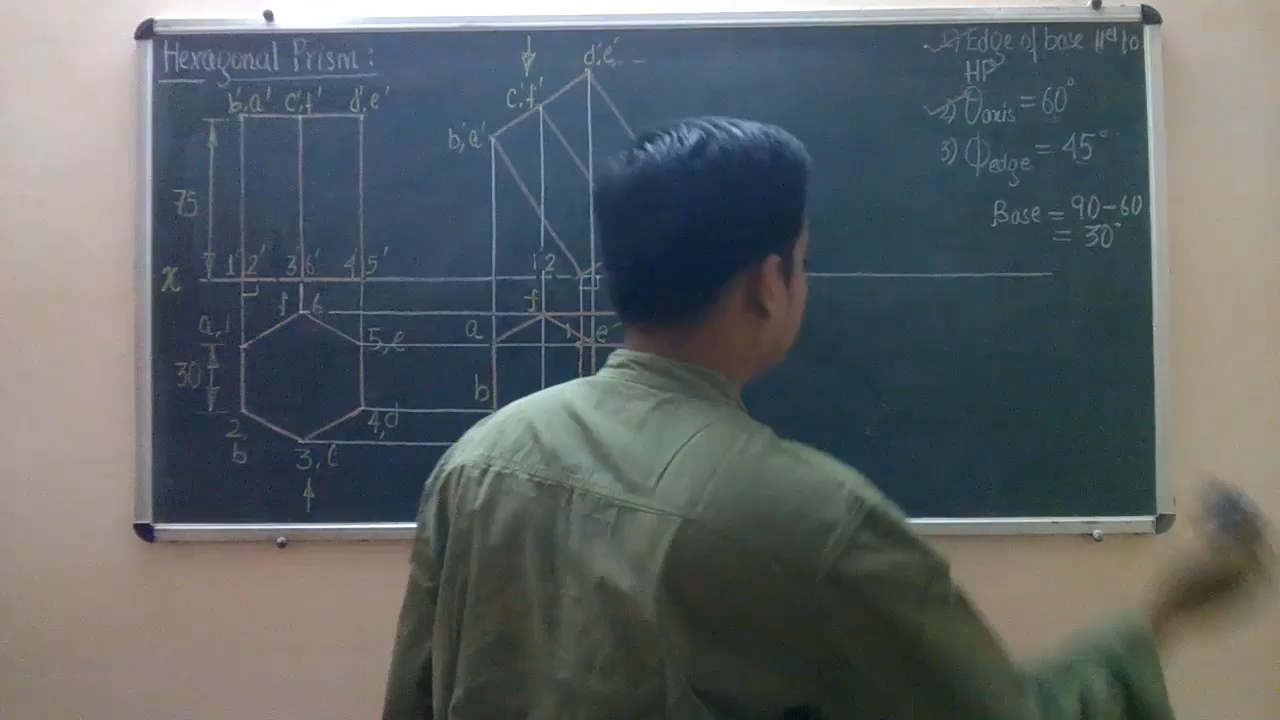 Hexagonal Prism :
b',a' c',f' d',e'
75
X 1' 2' 3' 6' 4' 5'
f 6
a,1 5,e
30
2,
b
4,d
3,c
d',e'
c',f'
b',a'
1' 2'
f
a 1 e
b
1) Edge of base ||el to
HP
2) θaxis = 60°
3) ϕedge = 45°
Base = 90-60
= 30°